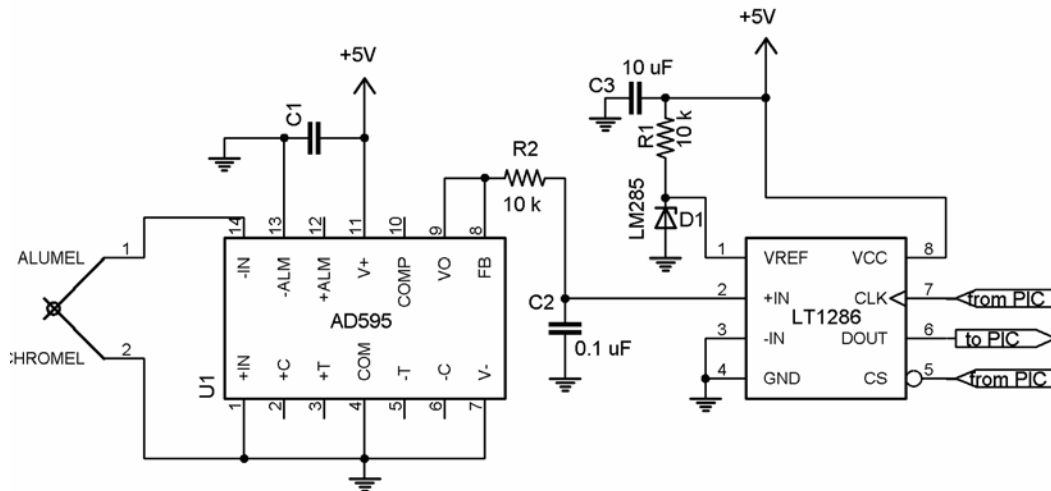 +5V
C1
R2
10 k
14
13
12
11
10
9
8
-IN
-ALM
+ALM
V+
COMP
VO
FB
AD595
U1
+IN
+C
+T
COM
-T
-C
V-
1
2
3
4
5
6
7
ALUMEL
1
CHROMEL
2
C2
0.1 uF
+5V
10 uF
C3
R1
10 k
LM285
D1
1
VREF
VCC
8
2
+IN
CLK
7
from PIC
LT1286
3
-IN
DOUT
6
to PIC
4
GND
CS
5
from PIC